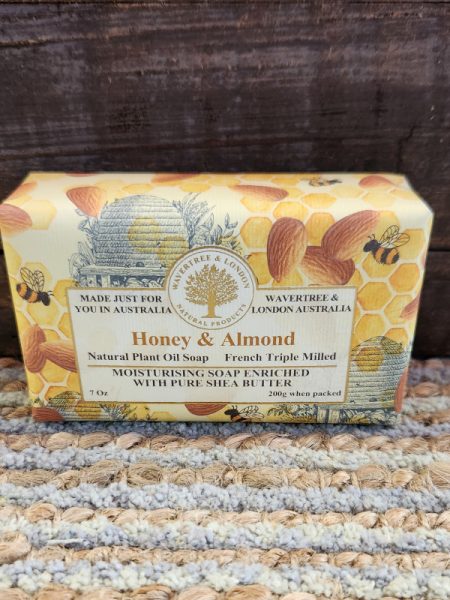 WAVERTREE & LONDON
NATURAL PRODUCTS
MADE JUST FOR
YOU IN AUSTRALIA
WAVERTREE &
LONDON AUSTRALIA
Honey & Almond
Natural Plant Oil Soap French Triple Milled
MOISTURISING SOAP ENRICHED
WITH PURE SHEA BUTTER
7 Oz 200g when packed